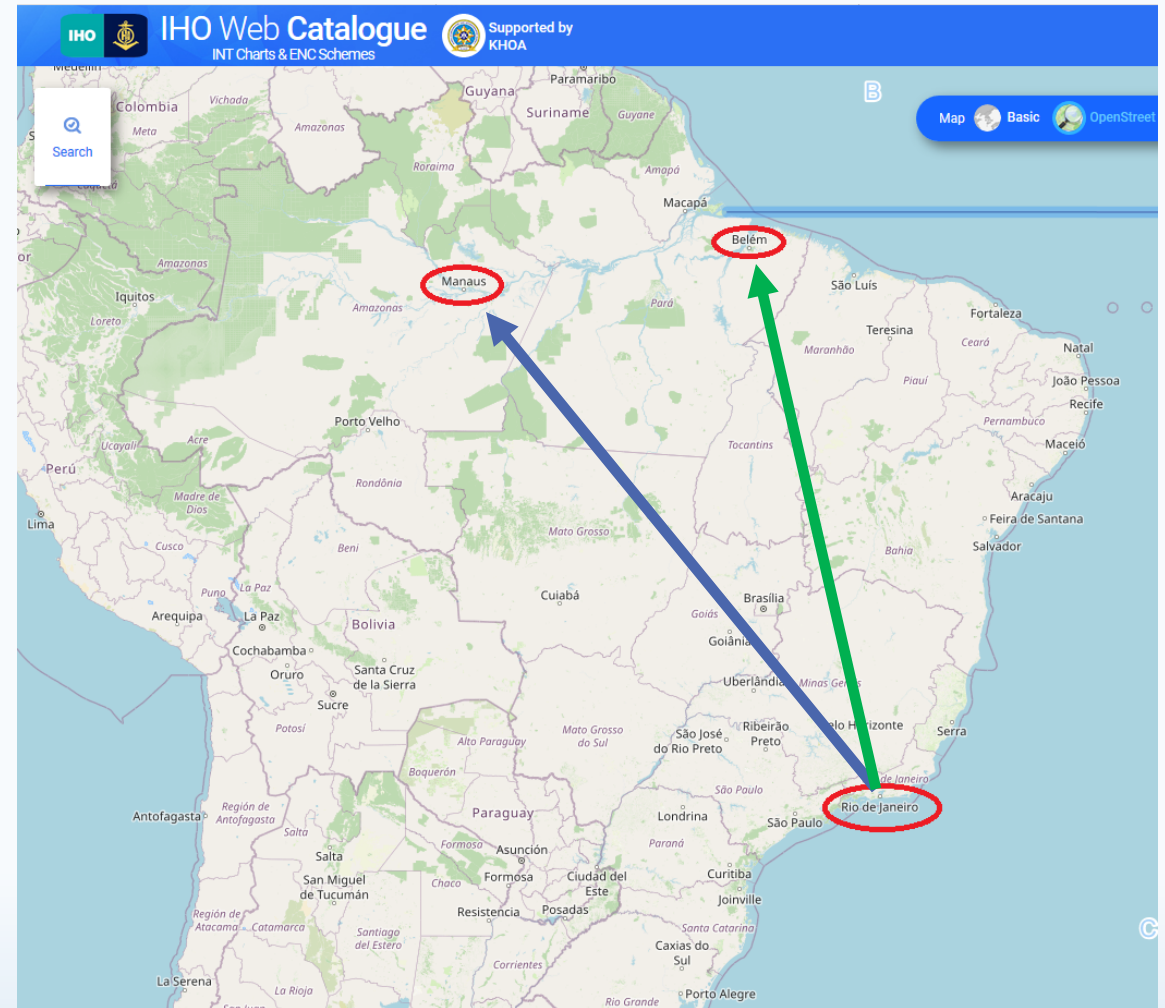 IHO
IHO Web Catalogue
INT Charts & ENC Schemes
Supported by
KHOA
Search
Map
Basic
OpenStreet
B
C
Colombia
Vichada
Meta
Amazonas
Guyana
Paramaribo
Suriname
Guyane
Roraima
Amapá
Macapá
Belém
São Luís
Amazonas
Iquitos
Loreto
Manaus
Amazonas
Pará
Fortaleza
Teresina
Ceará
Maranhão
Natal
Piauí
João Pessoa
Recife
Pernambuco
Maceió
Porto Velho
Acre
Ucayali
Tocantins
Perú
Rondônia
Madre de
Dios
Aracaju
Feira de Santana
Lima
Mato Grosso
Cusco
Beni
Bahia
Salvador
Puno
La Paz
Cuiabá
Brasília
Goiás
Arequipa
La Paz
Bolivia
Goiânia
Cochabamba
Oruro
Santa Cruz
de la Sierra
Uberlândia
Minas Gerais
Sucre
Potosí
Mato Grosso
do Sul
Alto Paraguay
São José
do Rio Preto
Ribeirão
Preto
elo Horizonte
Serra
Boquerón
São Paulo
de Janeiro
Rio de Janeiro
Antofagasta
Región de
Antofagasta
Paraguay
Londrina
São Paulo
Salta
Formosa
Asunción
Paraná
Salta
San Miguel
de Tucumán
Chaco
Formosa
Ciudad del
Este
Curitiba
Joinville
Resistencia
Posadas
Región de
Atacama
Catamarca
Santiago
del Estero
Santa Catarina
Caxias do
Sul
Corrientes
La Serena
La Rioja
Rio Grande
Porto Alegre